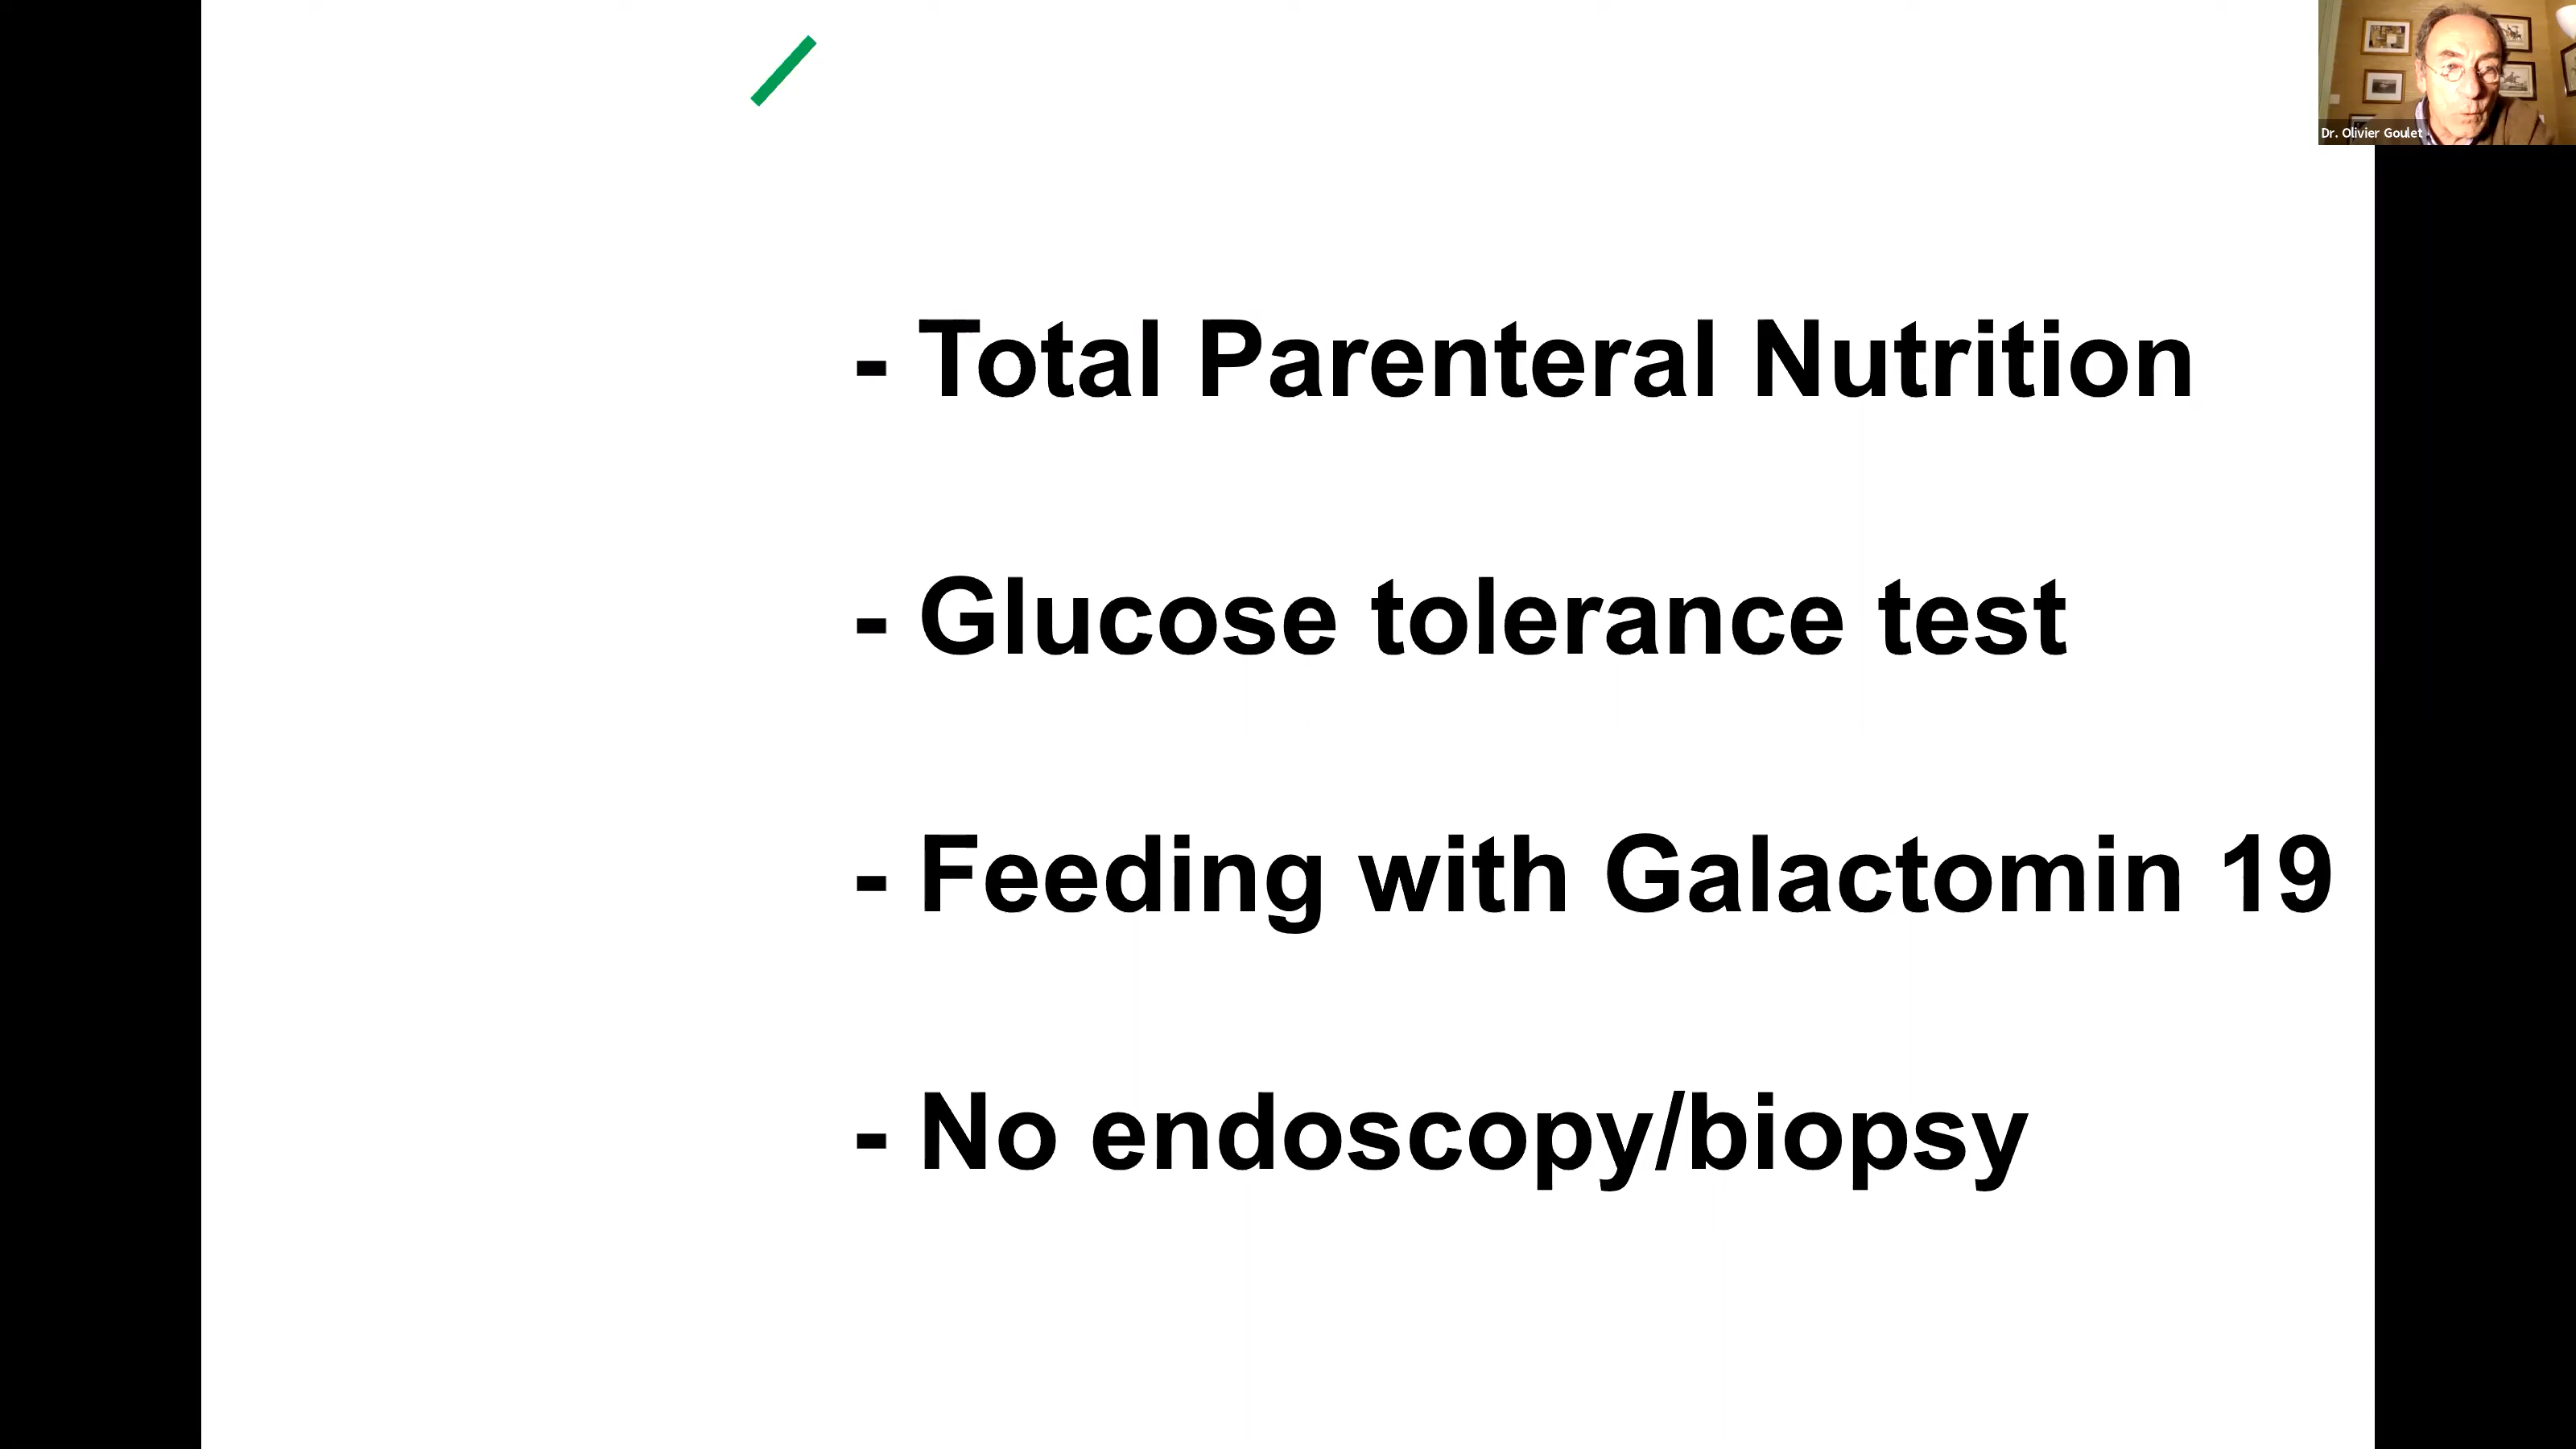 Dr. Olivier Goulet
- Total Parenteral Nutrition
- Glucose tolerance test
- Feeding with Galactomin 19
- No endoscopy/biopsy